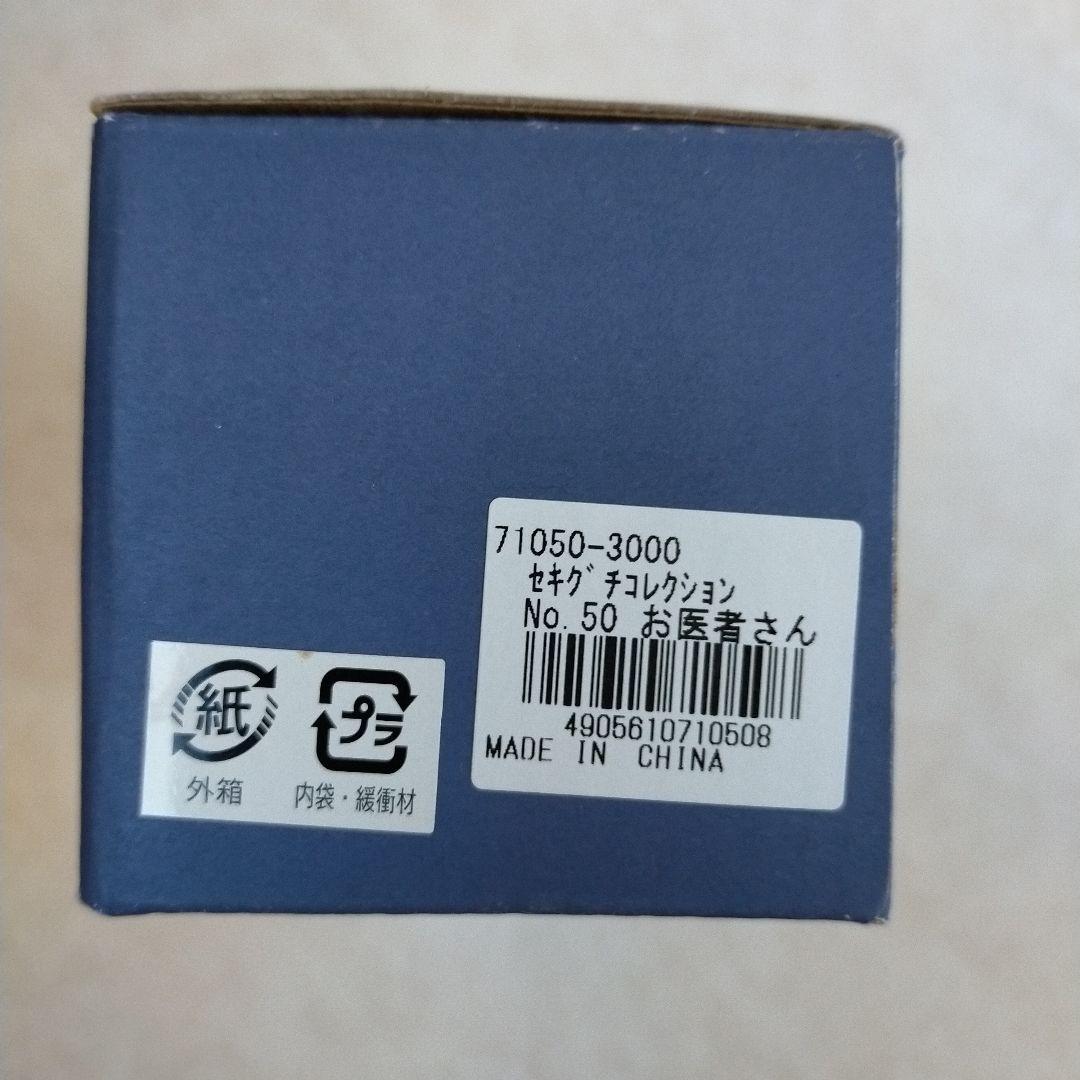 71050-3000
ｾｷｸﾞﾁｺﾚｸｼｮﾝ
No.50 お医者さん
4905610710508
MADE IN CHINA
紙
外箱
プラ
内袋・緩衝材